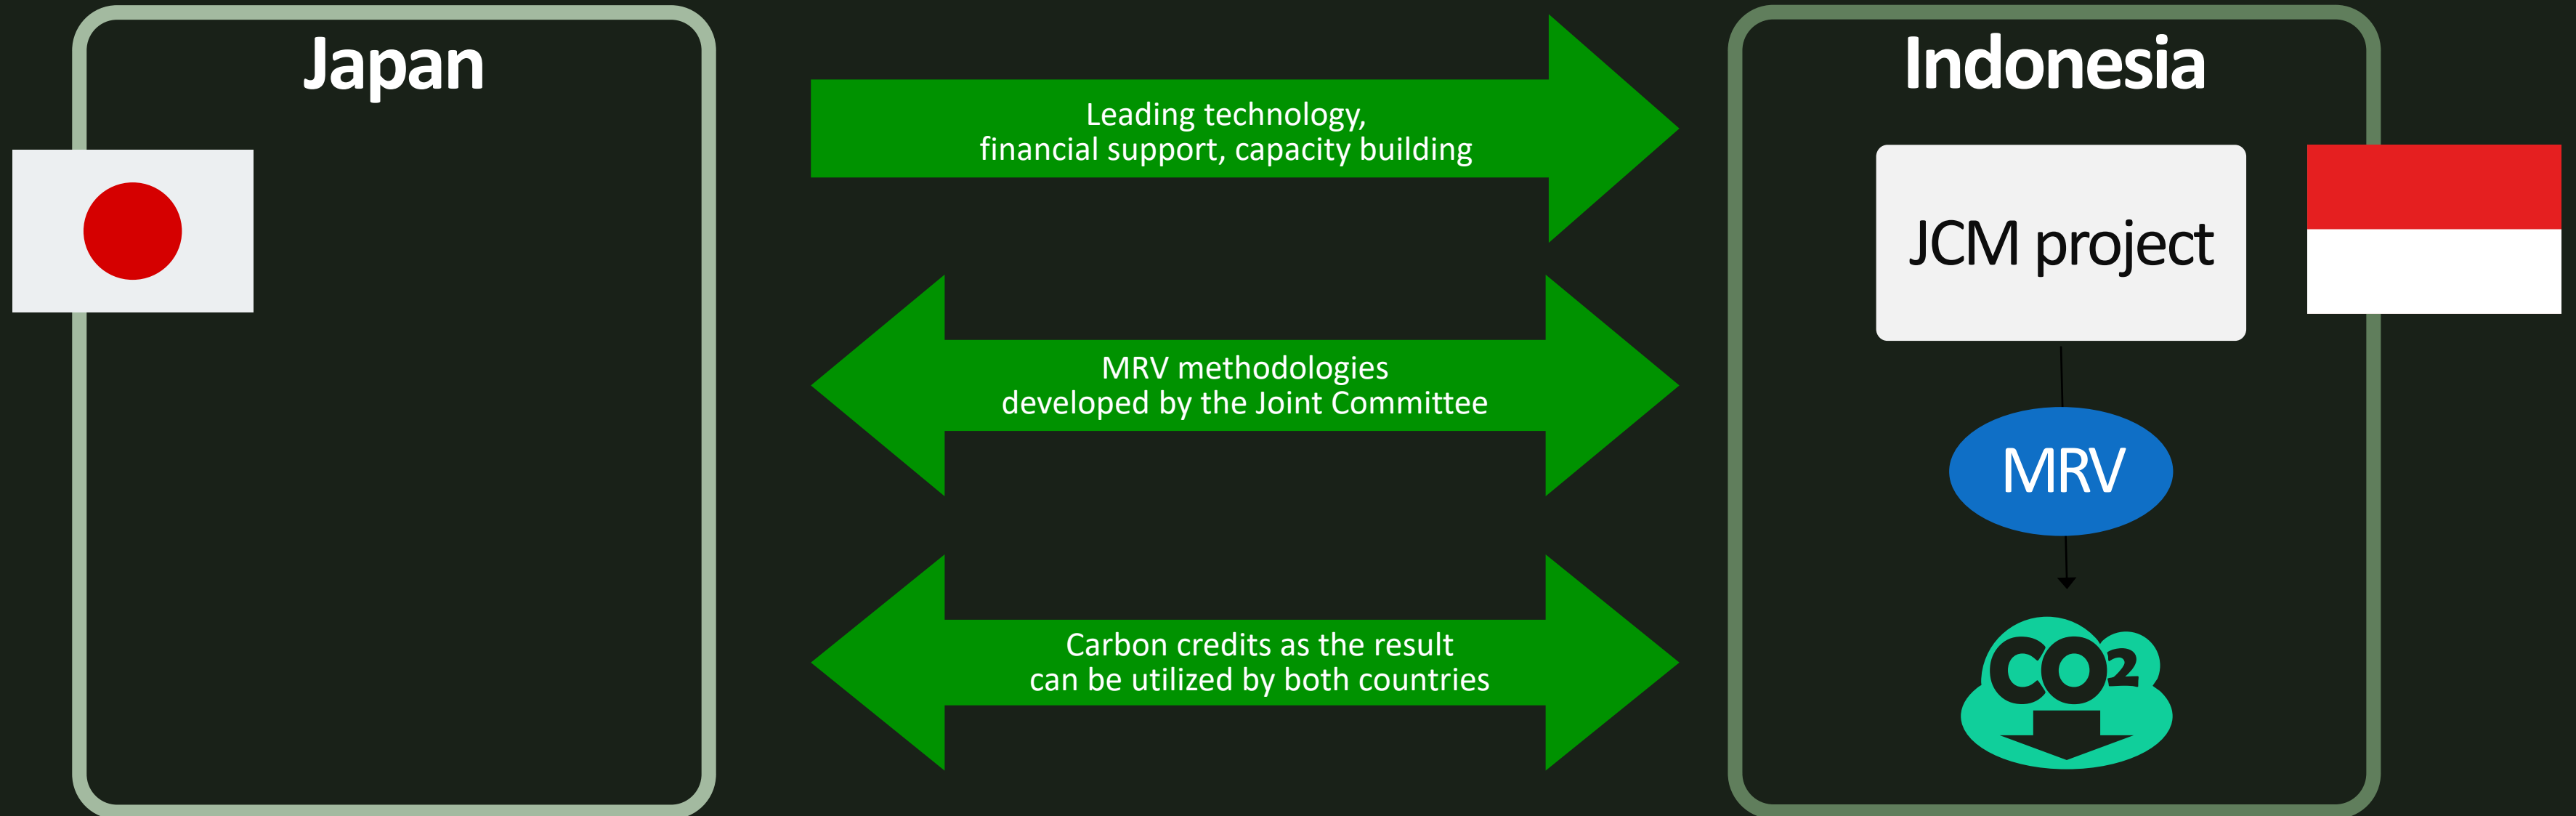 Japan
Leading technology,
financial support, capacity building
MRV methodologies
developed by the Joint Committee
Carbon credits as the result
can be utilized by both countries
Indonesia
JCM project
MRV
CO2